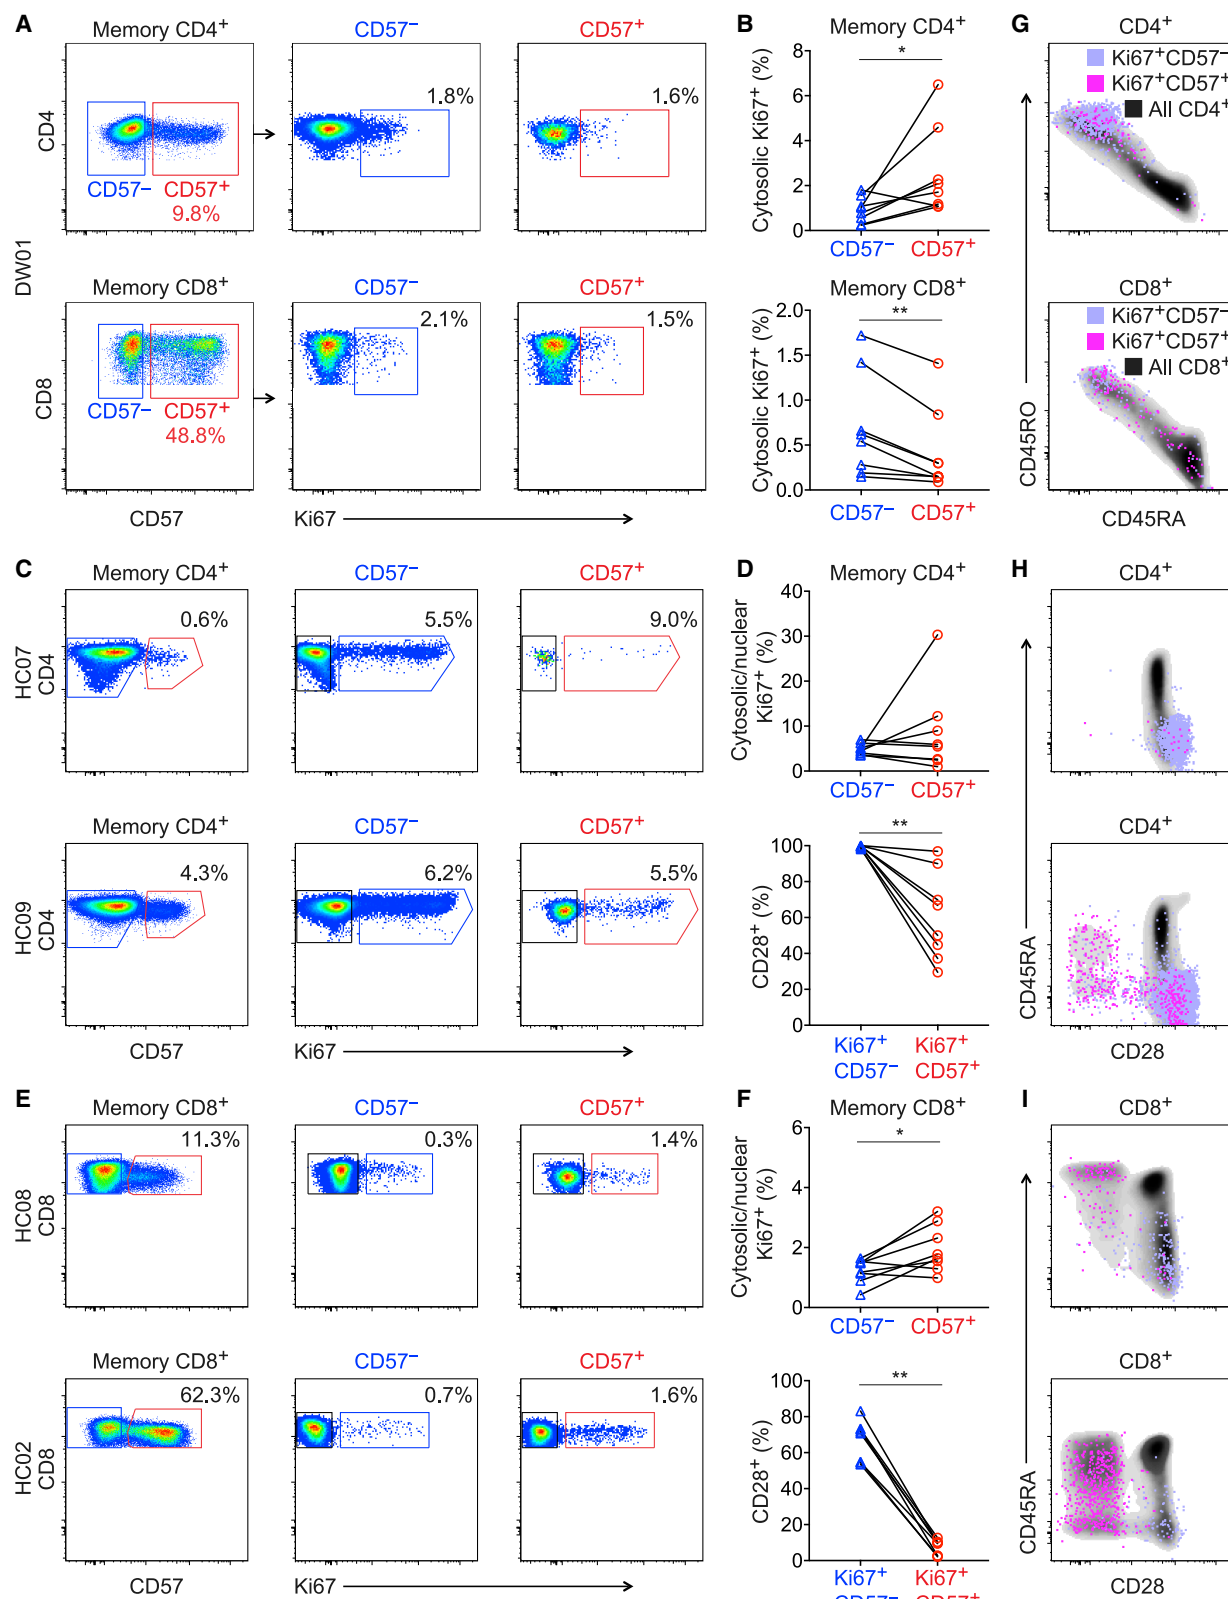 A
Memory CD4+
CD57–
CD57+
CD4
CD57–
CD57+
9.8%
1.8%
1.6%
DW01
Memory CD8+
CD57–
CD57+
CD8
CD57–
CD57+
48.8%
2.1%
1.5%
CD57
Ki67
B
Memory CD4+
Cytosolic Ki67+ (%)
8
6
4
2
0
*
CD57–
CD57+
Memory CD8+
Cytosolic Ki67+ (%)
2.0
1.5
1.0
0.5
0.0
**
CD57–
CD57+
G
CD4+
Ki67+CD57–
Ki67+CD57+
All CD4+
CD8+
Ki67+CD57–
Ki67+CD57+
All CD8+
CD45RO
CD45RA
C
Memory CD4+
CD57–
CD57+
HC07
CD4
0.6%
5.5%
9.0%
Memory CD4+
CD57–
CD57+
HC09
CD4
4.3%
6.2%
5.5%
CD57
Ki67
D
Memory CD4+
Cytosolic/nuclear
Ki67+ (%)
40
30
20
10
0
CD57–
CD57+
CD28+ (%)
100
80
60
40
20
0
**
Ki67+
CD57–
Ki67+
CD57+
H
CD4+
CD4+
CD45RA
CD28
E
Memory CD8+
CD57–
CD57+
HC08
CD8
11.3%
0.3%
1.4%
Memory CD8+
CD57–
CD57+
HC02
CD8
62.3%
0.7%
1.6%
CD57
Ki67
F
Memory CD8+
Cytosolic/nuclear
Ki67+ (%)
6
4
2
0
*
CD57–
CD57+
CD28+ (%)
100
80
60
40
20
0
**
Ki67+
CD57–
Ki67+
CD57+
I
CD8+
CD8+
CD45RA
CD28